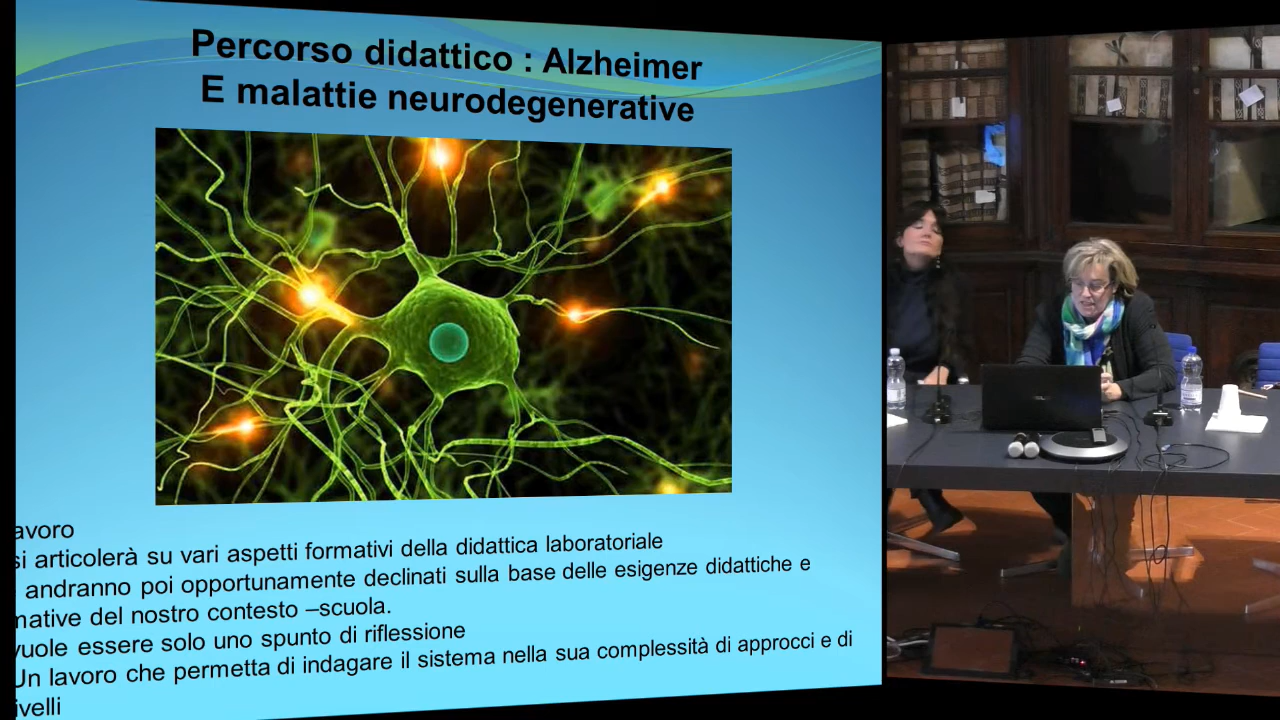 Percorso didattico : Alzheimer
E malattie neurodegenerative
avoro
si articolerà su vari aspetti formativi della didattica laboratoriale
andranno poi opportunamente declinati sulla base delle esigenze didattiche e
mative del nostro contesto –scuola.
vuole essere solo uno spunto di riflessione
Un lavoro che permetta di indagare il sistema nella sua complessità di approcci e di
ivelli